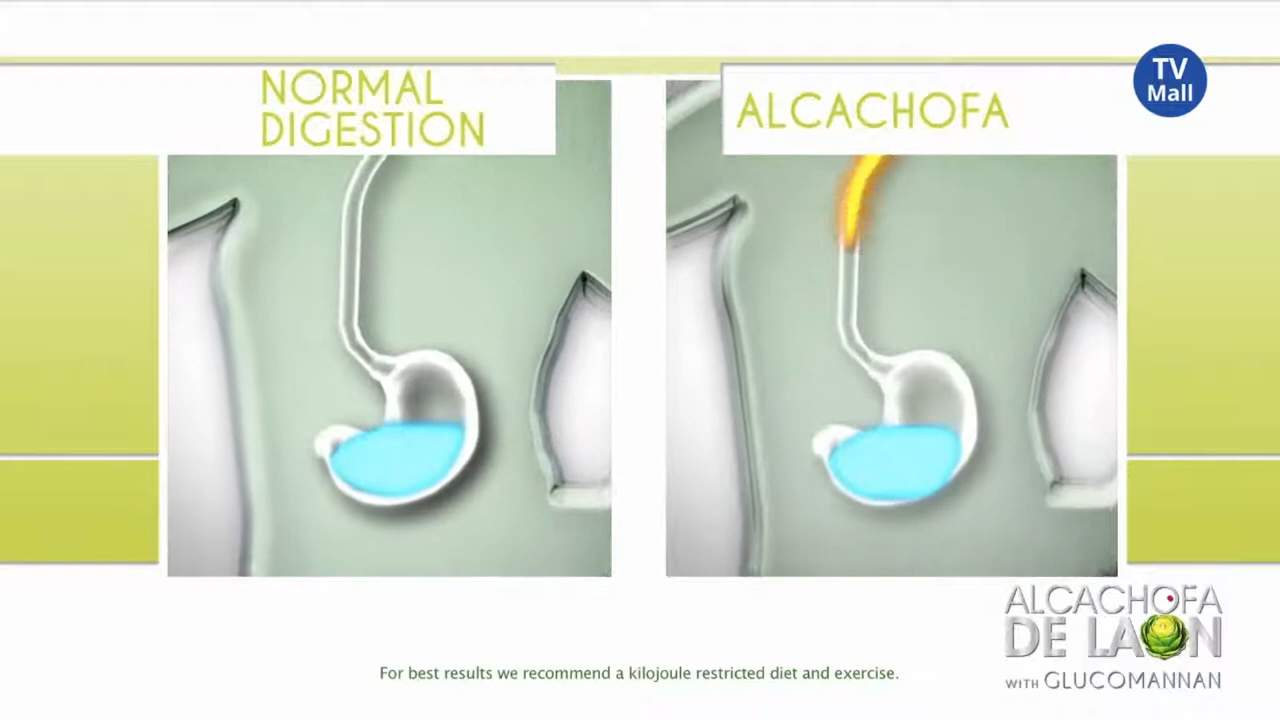 NORMAL
DIGESTION
ALCACHOFA
TV
Mall
ALCACHOFA
DE LAON
WITH GLUCOMANNAN
For best results we recommend a kilojoule restricted diet and exercise.